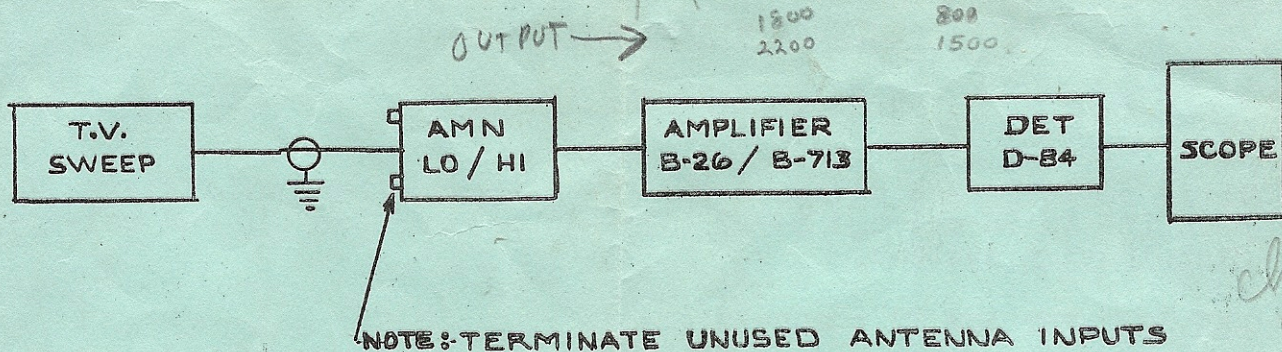 OUTPUT
1800 800
2200 1500
T.V.
SWEEP
AMN
LO / HI
AMPLIFIER
B-26 / B-713
DET
D-84
SCOPE
NOTE:-TERMINATE UNUSED ANTENNA INPUTS